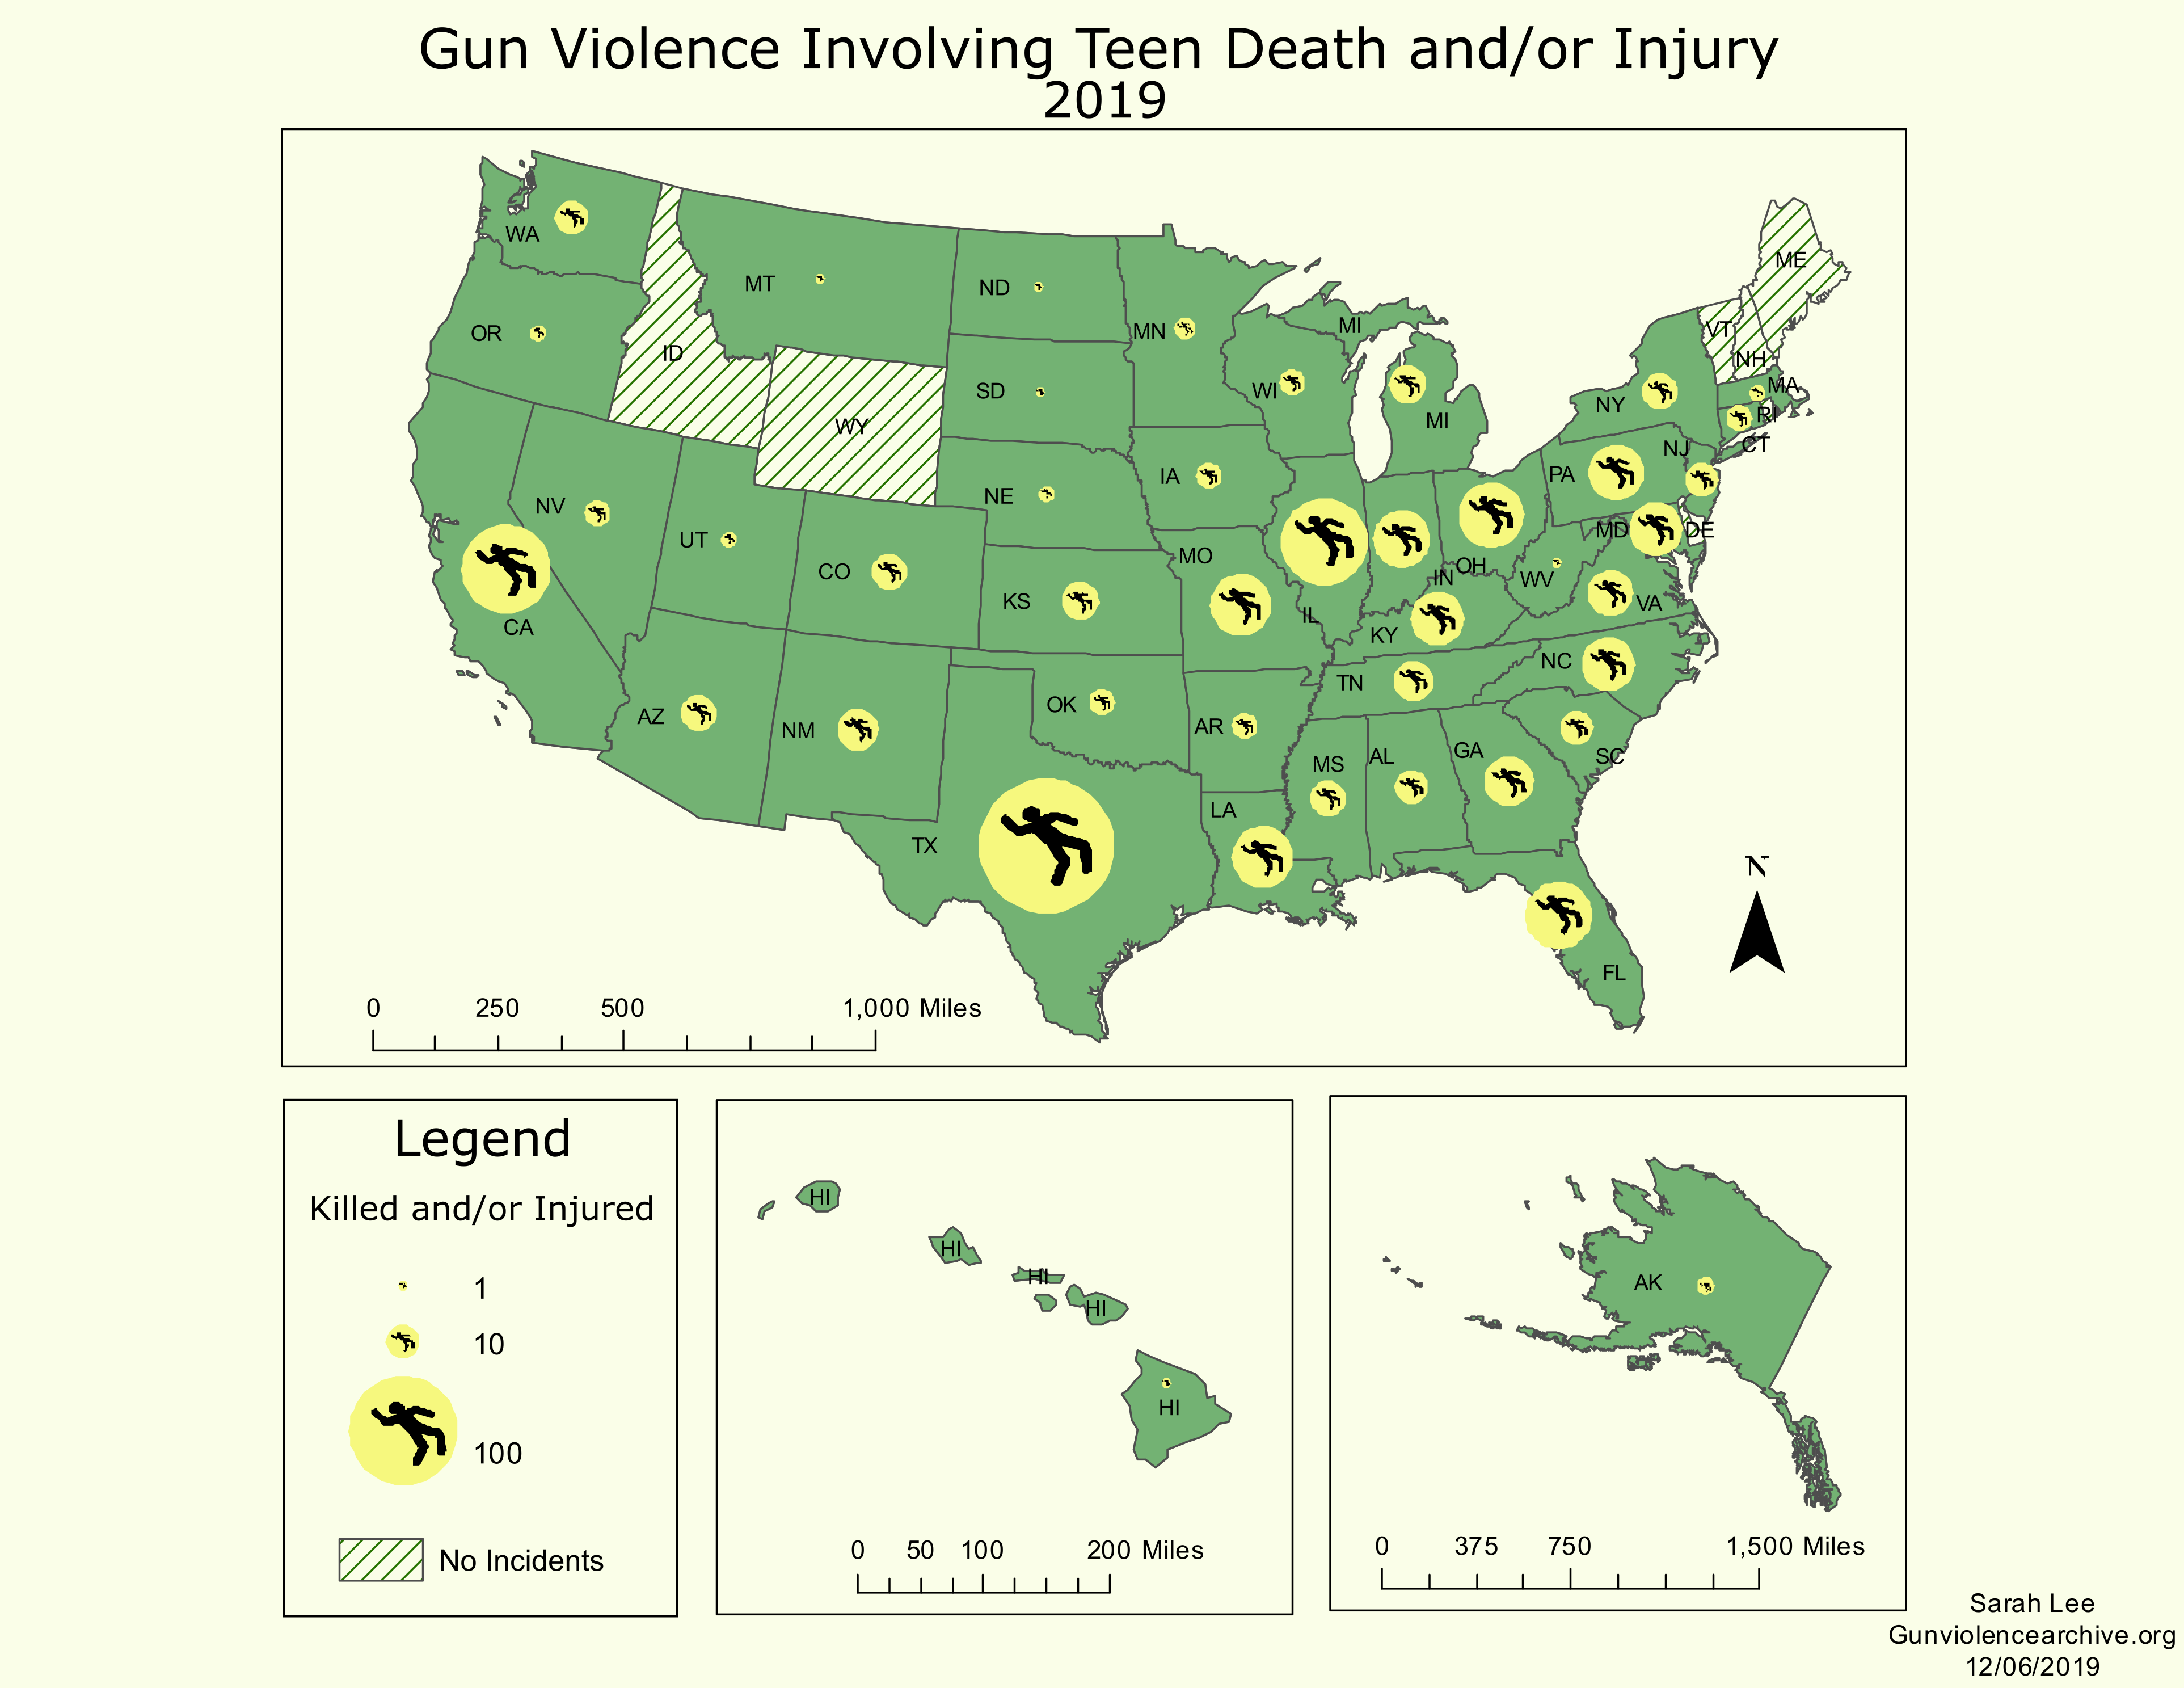 Gun Violence Involving Teen Death and/or Injury
2019
WA
MT
ND
ME
OR
ID
MN
MI
VT
NH
SD
WI
MA
WY
NY
RI
MI
NJ
CT
IA
PA
NV
NE
UT
MD
DE
CO
MO
OH
IN
WV
KS
IL
VA
CA
KY
NC
TN
OK
AZ
NM
AR
GA
SC
MS
AL
LA
TX
N
FL
0 250 500 1,000 Miles
Legend
Killed and/or Injured
1
10
100
No Incidents
HI
HI
HI
HI
HI
0 50 100 200 Miles
AK
0 375 750 1,500 Miles
Sarah Lee
Gunviolencearchive.org
12/06/2019